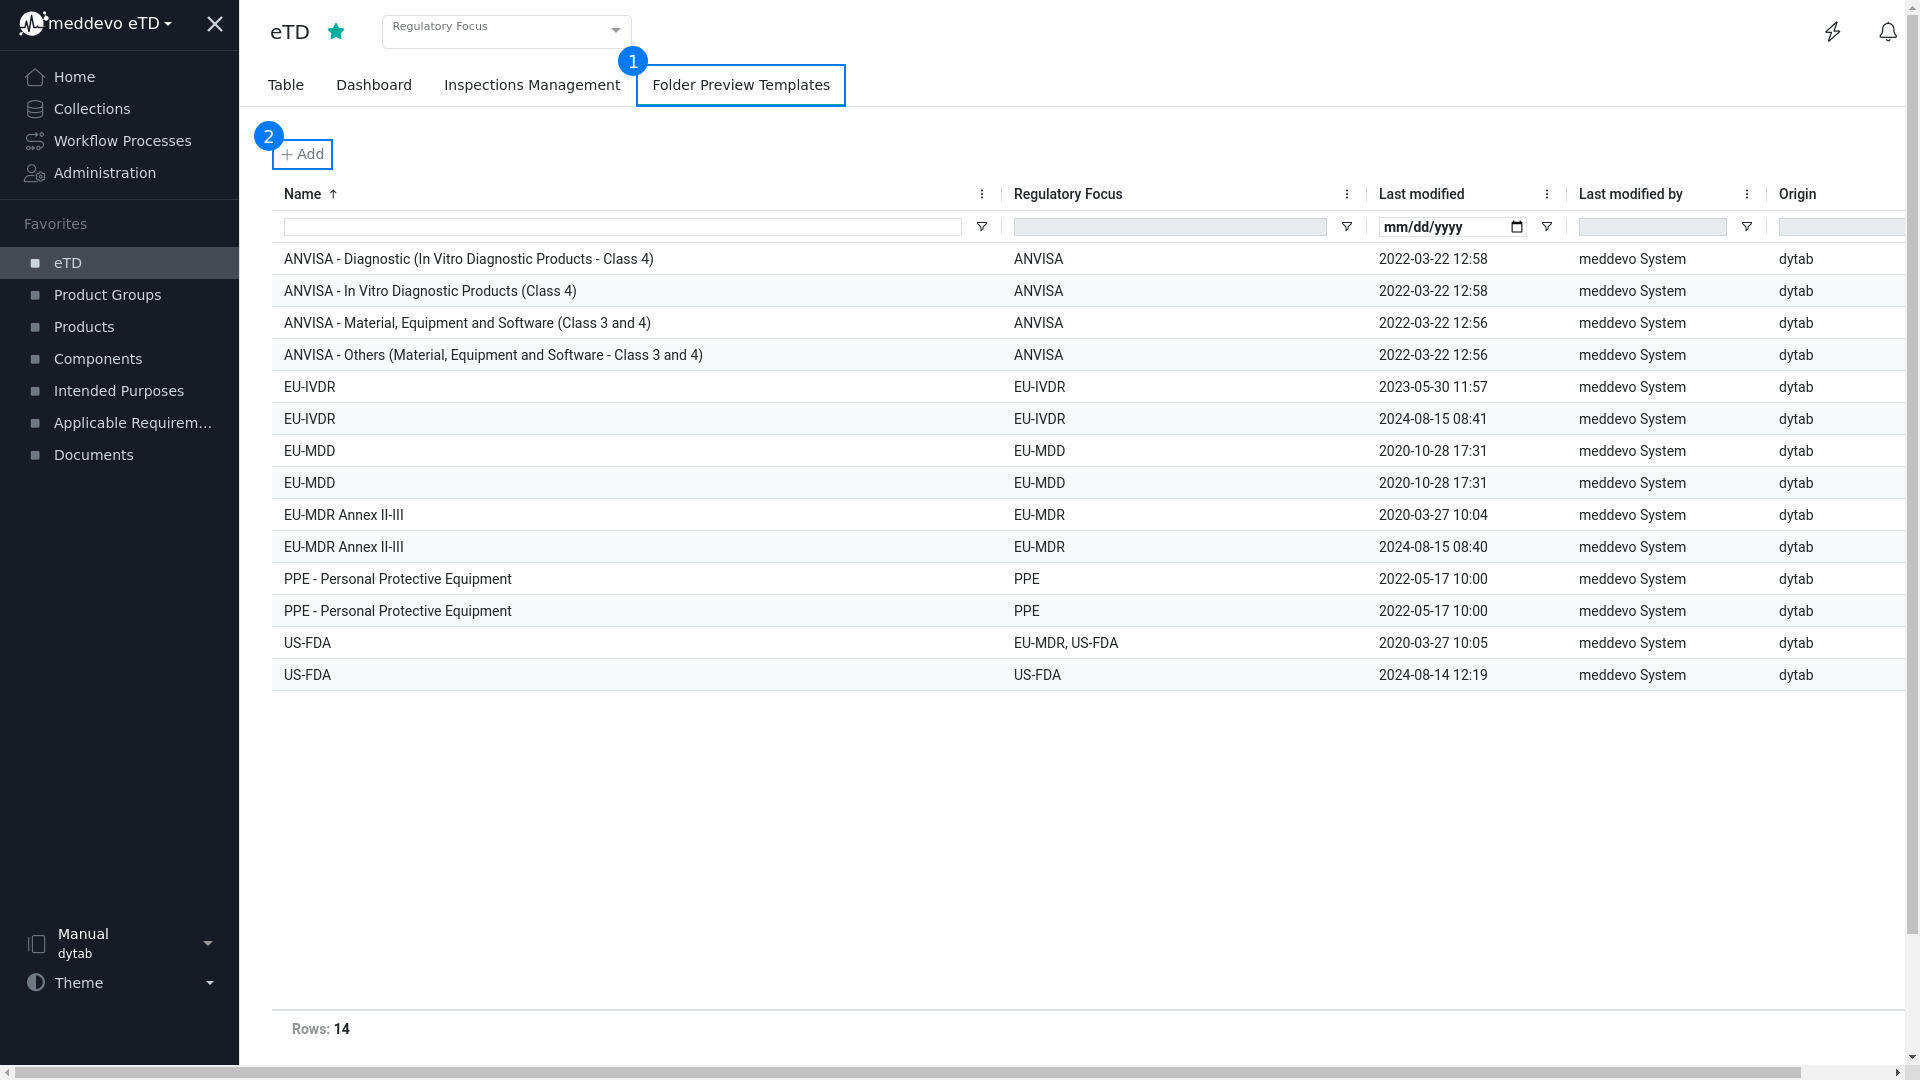 meddevo eTD
Home
Collections
Workflow Processes
Administration
Favorites
eTD
Product Groups
Products
Components
Intended Purposes
Applicable Requirem...
Documents
Manual
dytab
Theme
eTD
Regulatory Focus
1
Table Dashboard Inspections Management Folder Preview Templates
2
+ Add
Name ↑ Regulatory Focus Last modified Last modified by Origin
mm/dd/yyyy
ANVISA - Diagnostic (In Vitro Diagnostic Products - Class 4) ANVISA 2022-03-22 12:58 meddevo System dytab
ANVISA - In Vitro Diagnostic Products (Class 4) ANVISA 2022-03-22 12:58 meddevo System dytab
ANVISA - Material, Equipment and Software (Class 3 and 4) ANVISA 2022-03-22 12:56 meddevo System dytab
ANVISA - Others (Material, Equipment and Software - Class 3 and 4) ANVISA 2022-03-22 12:56 meddevo System dytab
EU-IVDR EU-IVDR 2023-05-30 11:57 meddevo System dytab
EU-IVDR EU-IVDR 2024-08-15 08:41 meddevo System dytab
EU-MDD EU-MDD 2020-10-28 17:31 meddevo System dytab
EU-MDD EU-MDD 2020-10-28 17:31 meddevo System dytab
EU-MDR Annex II-III EU-MDR 2020-03-27 10:04 meddevo System dytab
EU-MDR Annex II-III EU-MDR 2024-08-15 08:40 meddevo System dytab
PPE - Personal Protective Equipment PPE 2022-05-17 10:00 meddevo System dytab
PPE - Personal Protective Equipment PPE 2022-05-17 10:00 meddevo System dytab
US-FDA EU-MDR, US-FDA 2020-03-27 10:05 meddevo System dytab
US-FDA US-FDA 2024-08-14 12:19 meddevo System dytab
Rows: 14